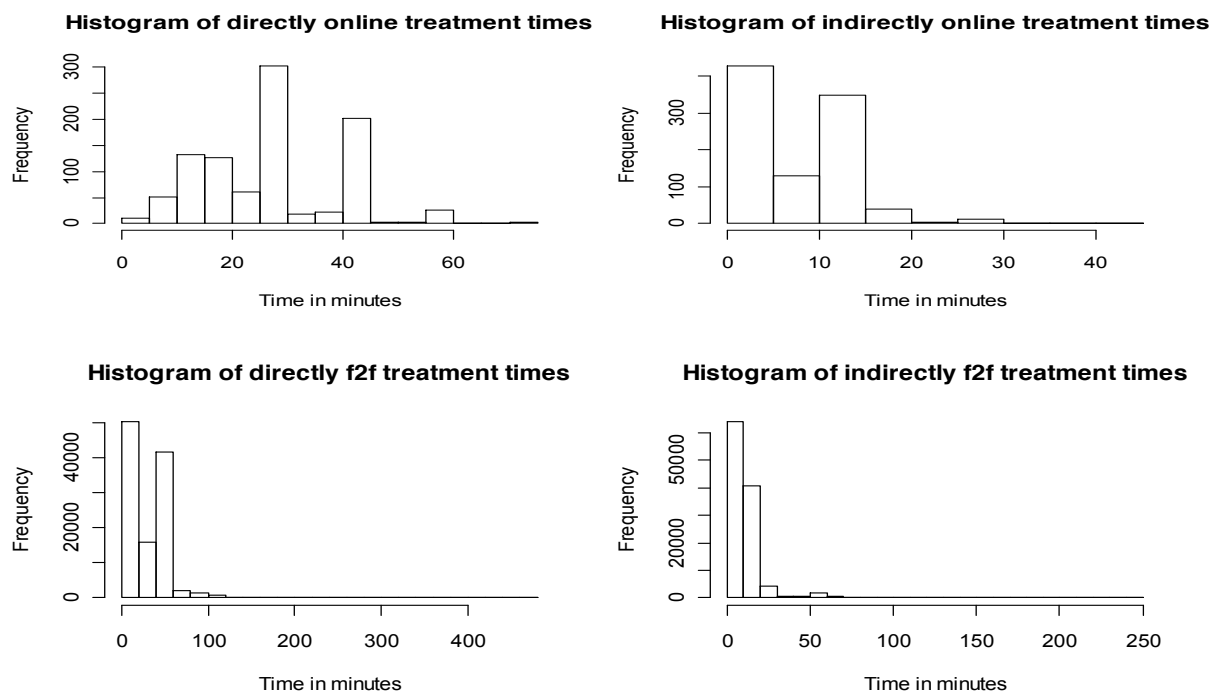 Histogram of directly online treatment times
Frequency
0 100 200 300
0 20 40 60
Time in minutes
Histogram of indirectly online treatment times
Frequency
0 100 300
0 10 20 30 40
Time in minutes
Histogram of directly f2f treatment times
Frequency
0 20000 40000
0 100 200 300 400
Time in minutes
Histogram of indirectly f2f treatment times
Frequency
0 20000 50000
0 50 100 150 200 250
Time in minutes